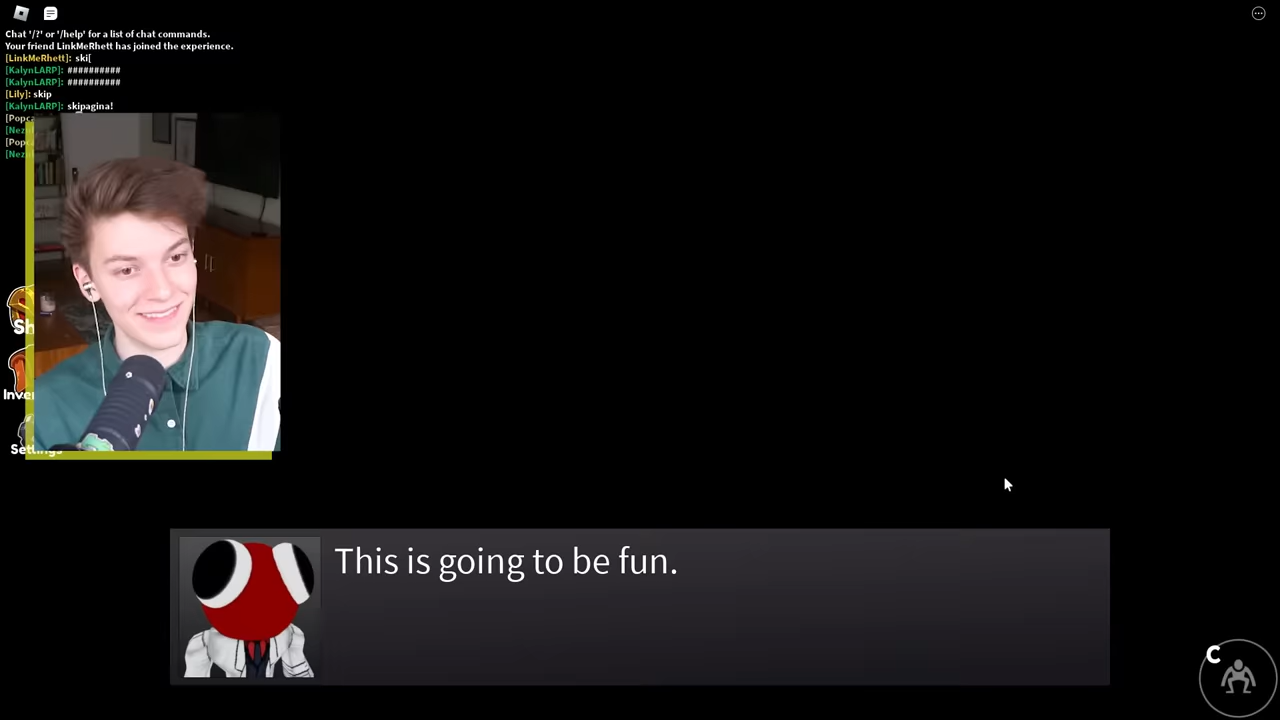 Chat '/?' or '/help' for a list of chat commands.
Your friend LinkMeRhett has joined the experience.
[LinkMeRhett]: ski[
[KalynLARP]: ##########
[KalynLARP]: ##########
[Lily]: skip
[KalynLARP]: skipagina!
This is going to be fun.
C